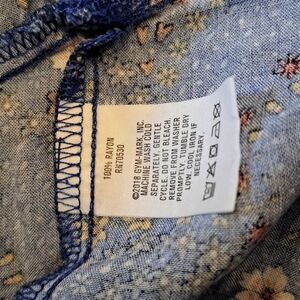 100% RAYON
RN70530
©2018 GYM-MARK, INC.
MACHINE WASH COLD
SEPARATELY, GENTLE
CYCLE. DO NOT BLEACH.
REMOVE FROM WASHER
PROMPTLY. TUMBLE DRY
LOW. COOL IRON IF
NECESSARY.